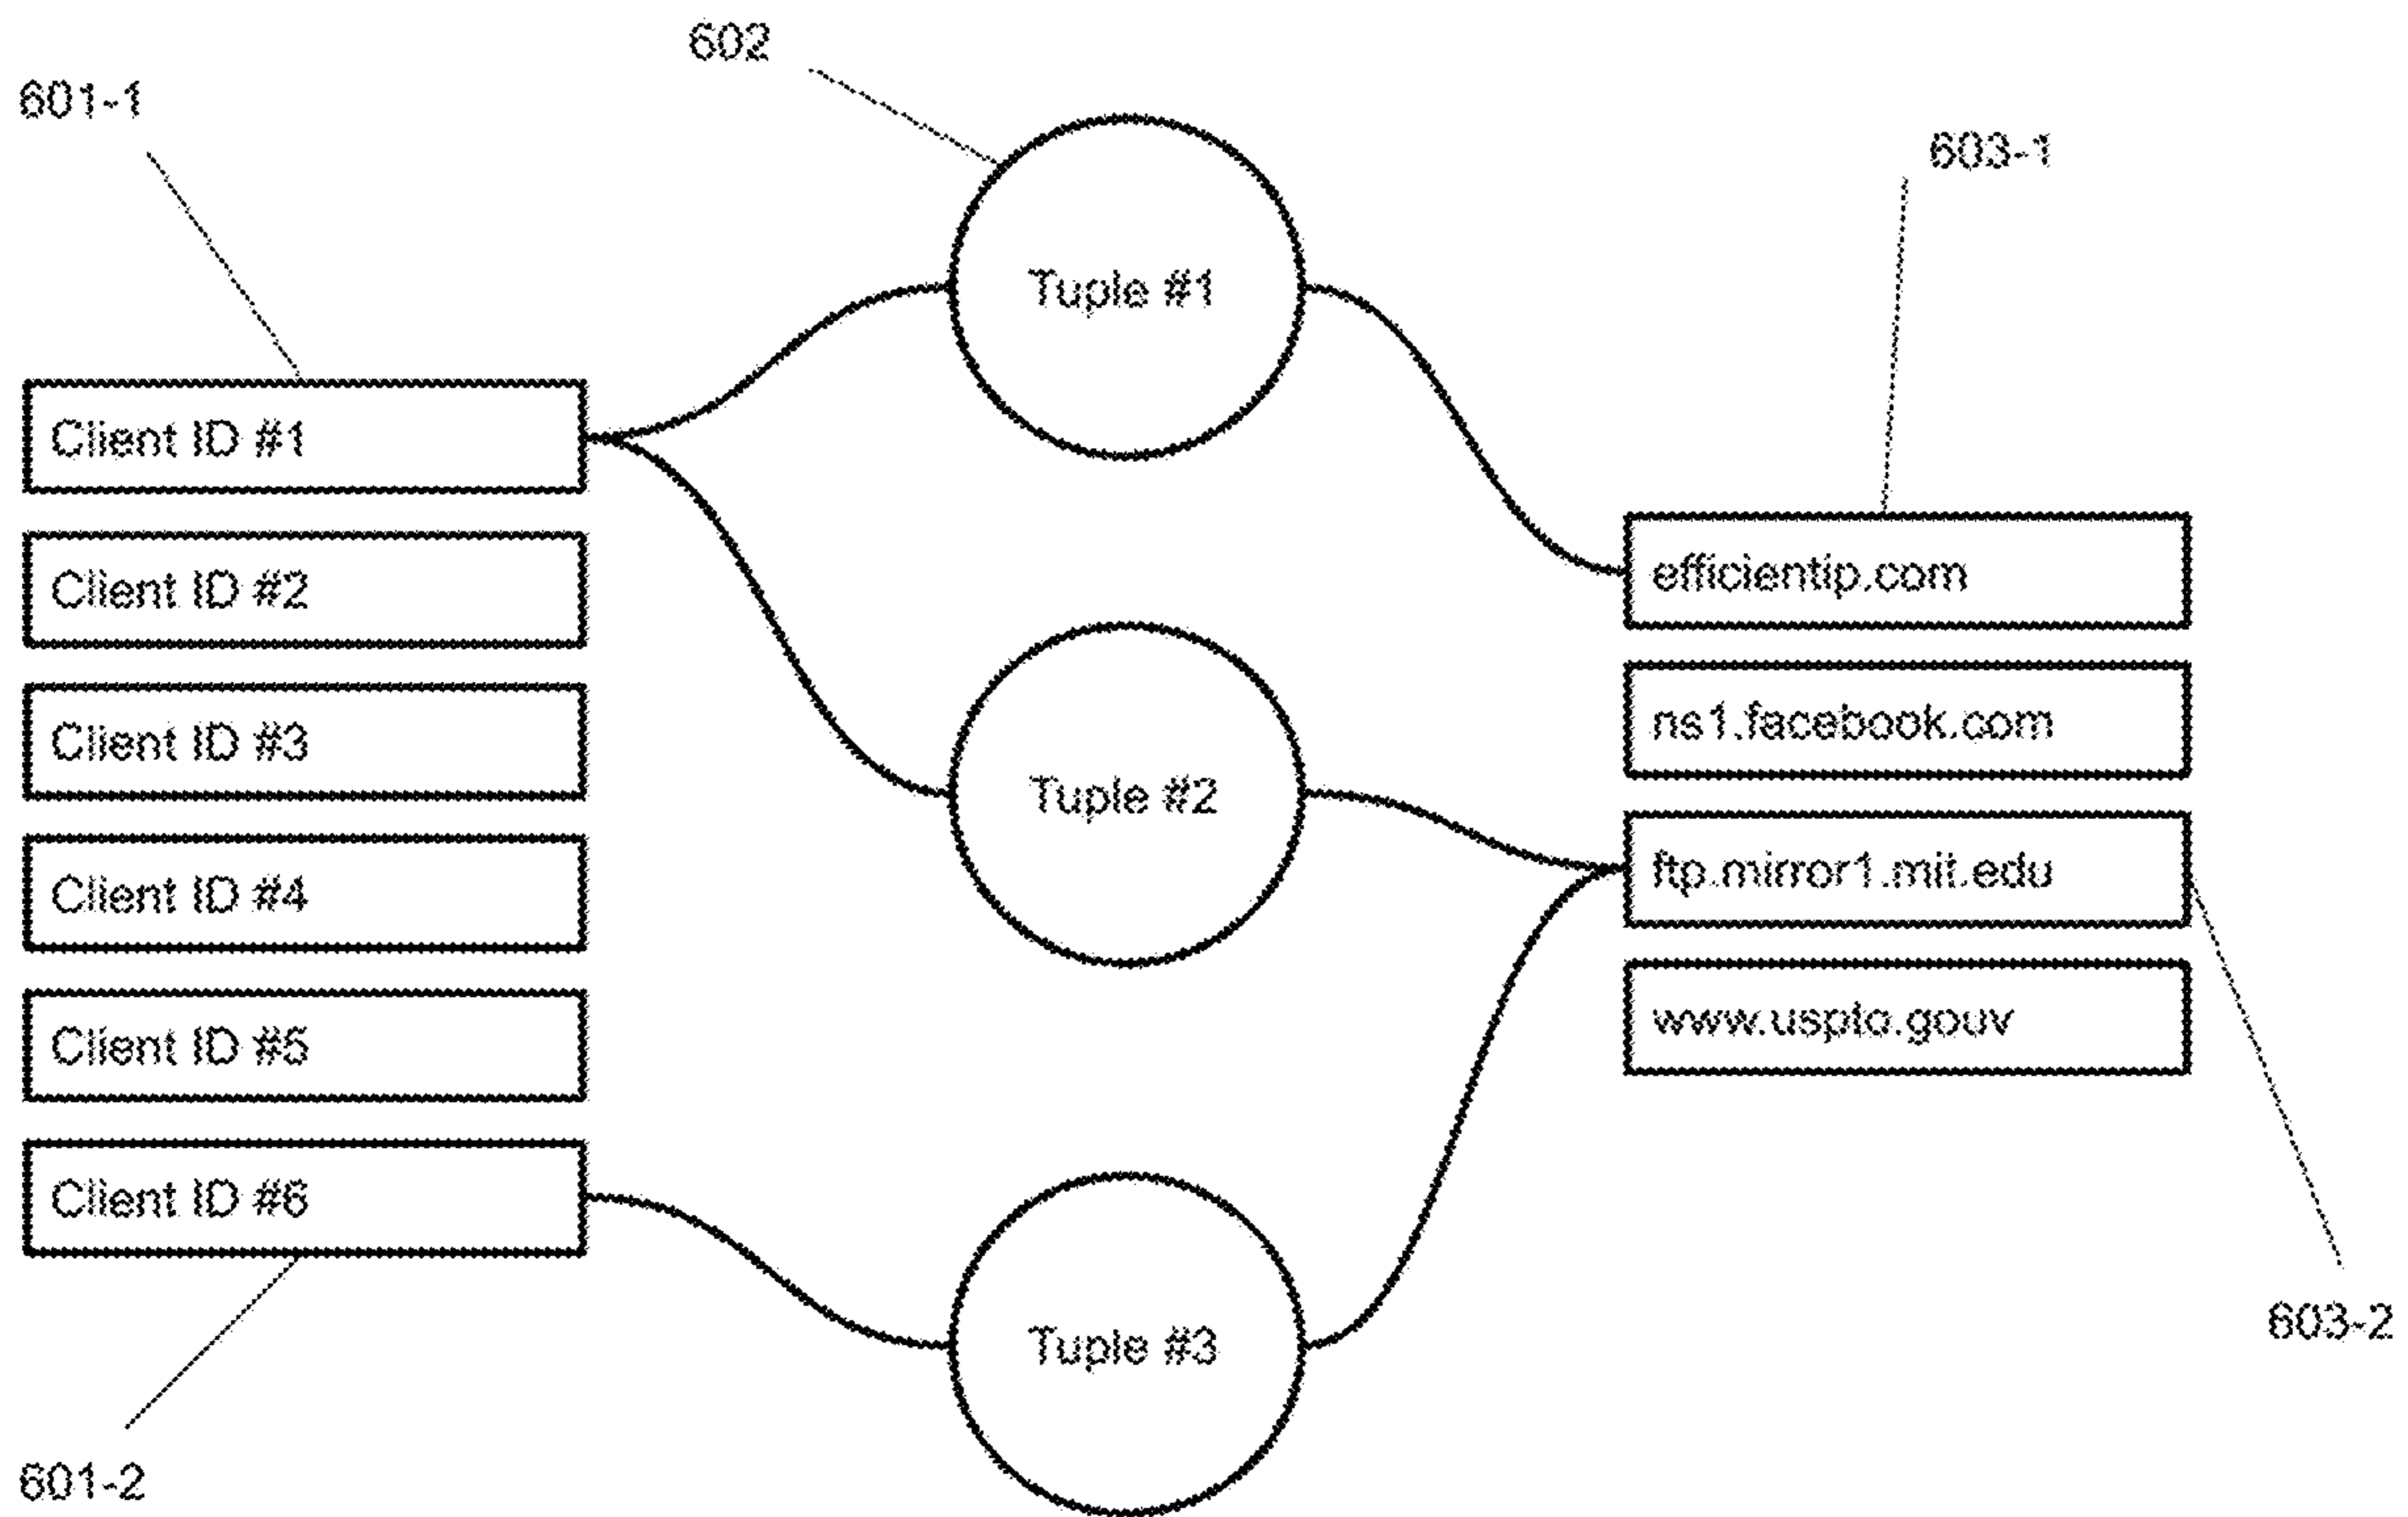 602
601-1
603-1
Tuple #1
Client ID #1
efficientip.com
Client ID #2
ns1.facebook.com
Client ID #3
Tuple #2
ftp.mirror1.mit.edu
Client ID #4
www.uspto.gouv
Client ID #5
Client ID #6
603-2
Tuple #3
601-2